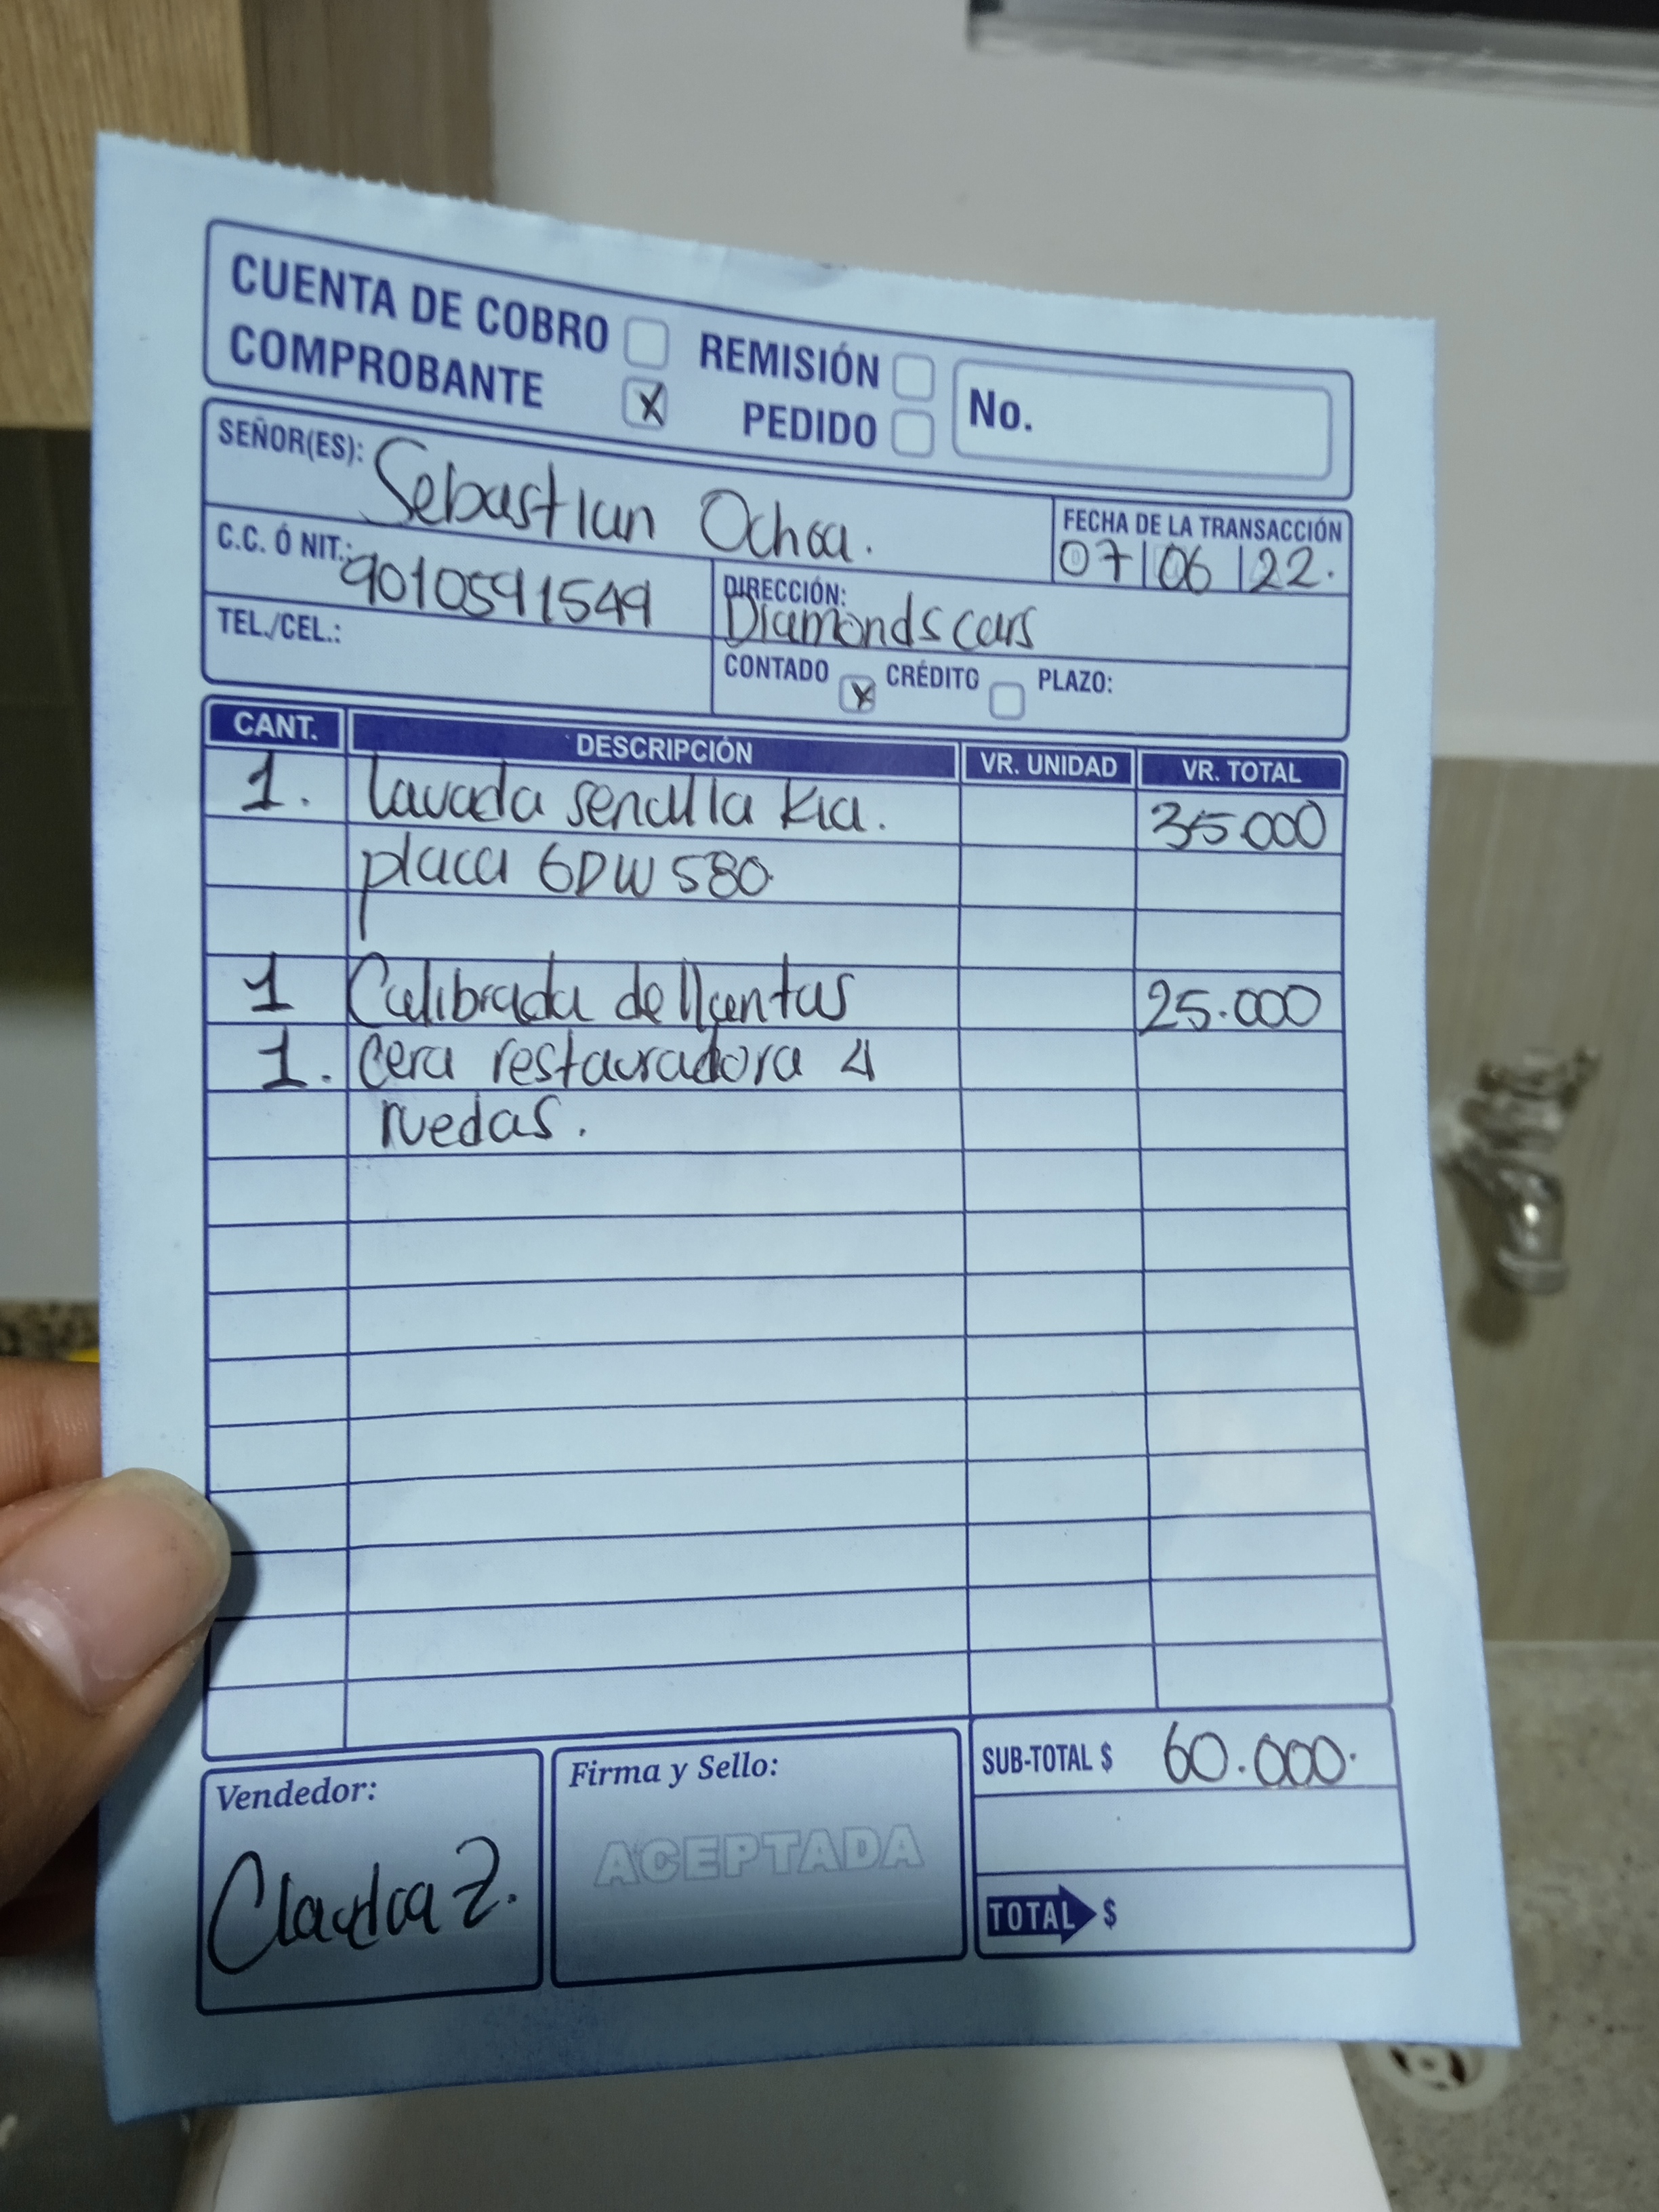 CUENTA DE COBRO
REMISIÓN
COMPROBANTE X
PEDIDO
No.
SEÑOR(ES): Sebastian Ochoa.
FECHA DE LA TRANSACCIÓN
07|06|22.
C.C. Ó NIT.: 9010591549
DIRECCIÓN: Diamonds cars
TEL./CEL.:
CONTADO X CRÉDITO PLAZO:
CANT. DESCRIPCIÓN VR. UNIDAD VR. TOTAL
1. lavada sencilla kia. 35.000
placa GDW 580.
1 Calibrada de llantas 25.000
1. cera restauradora 4
ruedas.
Vendedor: Claudia Z.
Firma y Sello:
ACEPTADA
SUB-TOTAL $ 60.000.
TOTAL $